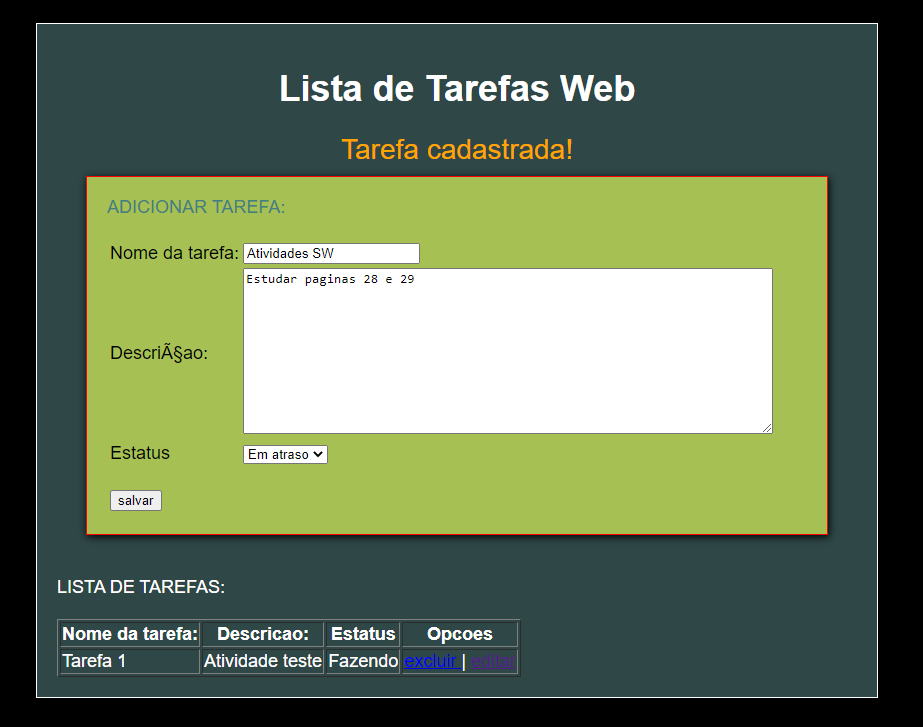 Lista de Tarefas Web
Tarefa cadastrada!
ADICIONAR TAREFA:
Nome da tarefa: Atividades SW
Estudar paginas 28 e 29
DescriÃ§ao:
Estatus Em atraso
salvar
LISTA DE TAREFAS:
Nome da tarefa: Descricao: Estatus Opcoes
Tarefa 1 Atividade teste Fazendo excluir | editar